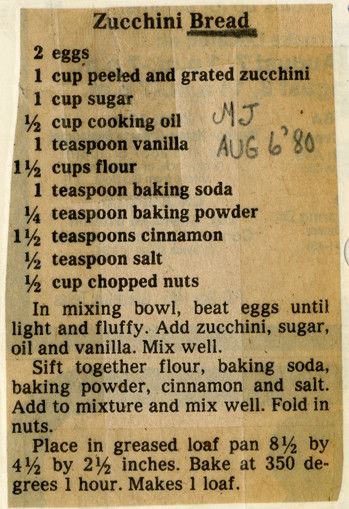 Zucchini Bread
2 eggs
1 cup peeled and grated zucchini
1 cup sugar
½ cup cooking oil
MJ
1 teaspoon vanilla
AUG 6 '80
1½ cups flour
1 teaspoon baking soda
¼ teaspoon baking powder
1½ teaspoons cinnamon
½ teaspoon salt
½ cup chopped nuts
In mixing bowl, beat eggs until
light and fluffy. Add zucchini, sugar,
oil and vanilla. Mix well.
Sift together flour, baking soda,
baking powder, cinnamon and salt.
Add to mixture and mix well. Fold in
nuts.
Place in greased loaf pan 8½ by
4½ by 2½ inches. Bake at 350 de-
grees 1 hour. Makes 1 loaf.